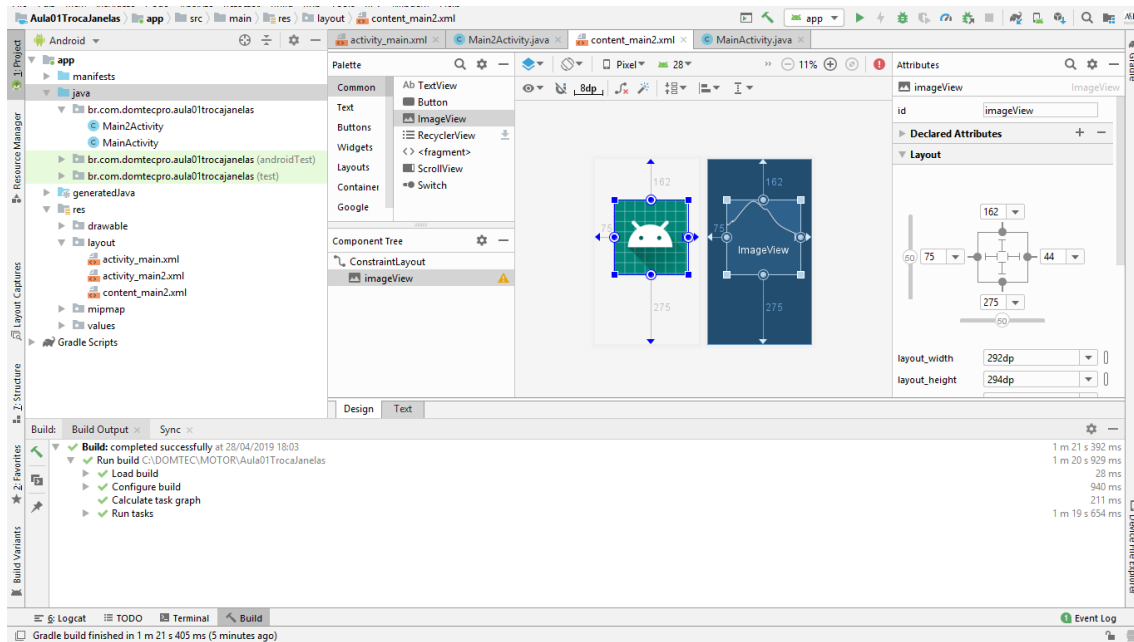 Aula01TrocaJanelas app src main res layout content_main2.xml
app
Android
activity_main.xml
Main2Activity.java
content_main2.xml
MainActivity.java
1: Project
Resource Manager
Layout Captures
7: Structure
2: Favorites
Build Variants
app
manifests
java
br.com.domtecpro.aula01trocajanelas
Main2Activity
MainActivity
br.com.domtecpro.aula01trocajanelas (androidTest)
br.com.domtecpro.aula01trocajanelas (test)
generatedJava
res
drawable
layout
activity_main.xml
activity_main2.xml
content_main2.xml
mipmap
values
Gradle Scripts
Palette
Common
Text
Buttons
Widgets
Layouts
Container
Google
Ab TextView
Button
ImageView
RecyclerView
<> <fragment>
ScrollView
Switch
Component Tree
ConstraintLayout
imageView
Pixel
28
11%
8dp
162
75
275
162
75
ImageView
275
Design
Text
Attributes
imageView
ImageView
id
imageView
Declared Attributes
Layout
162
50
75
44
275
50
layout_width
292dp
layout_height
294dp
Gradle
Device File Explorer
Build:
Build Output
Sync
Build: completed successfully at 28/04/2019 18:03
1 m 21 s 392 ms
Run build C:\DOMTEC\MOTOR\Aula01TrocaJanelas
1 m 20 s 929 ms
Load build
28 ms
Configure build
940 ms
Calculate task graph
211 ms
Run tasks
1 m 19 s 654 ms
6: Logcat
TODO
Terminal
Build
1 Event Log
Gradle build finished in 1 m 21 s 405 ms (5 minutes ago)